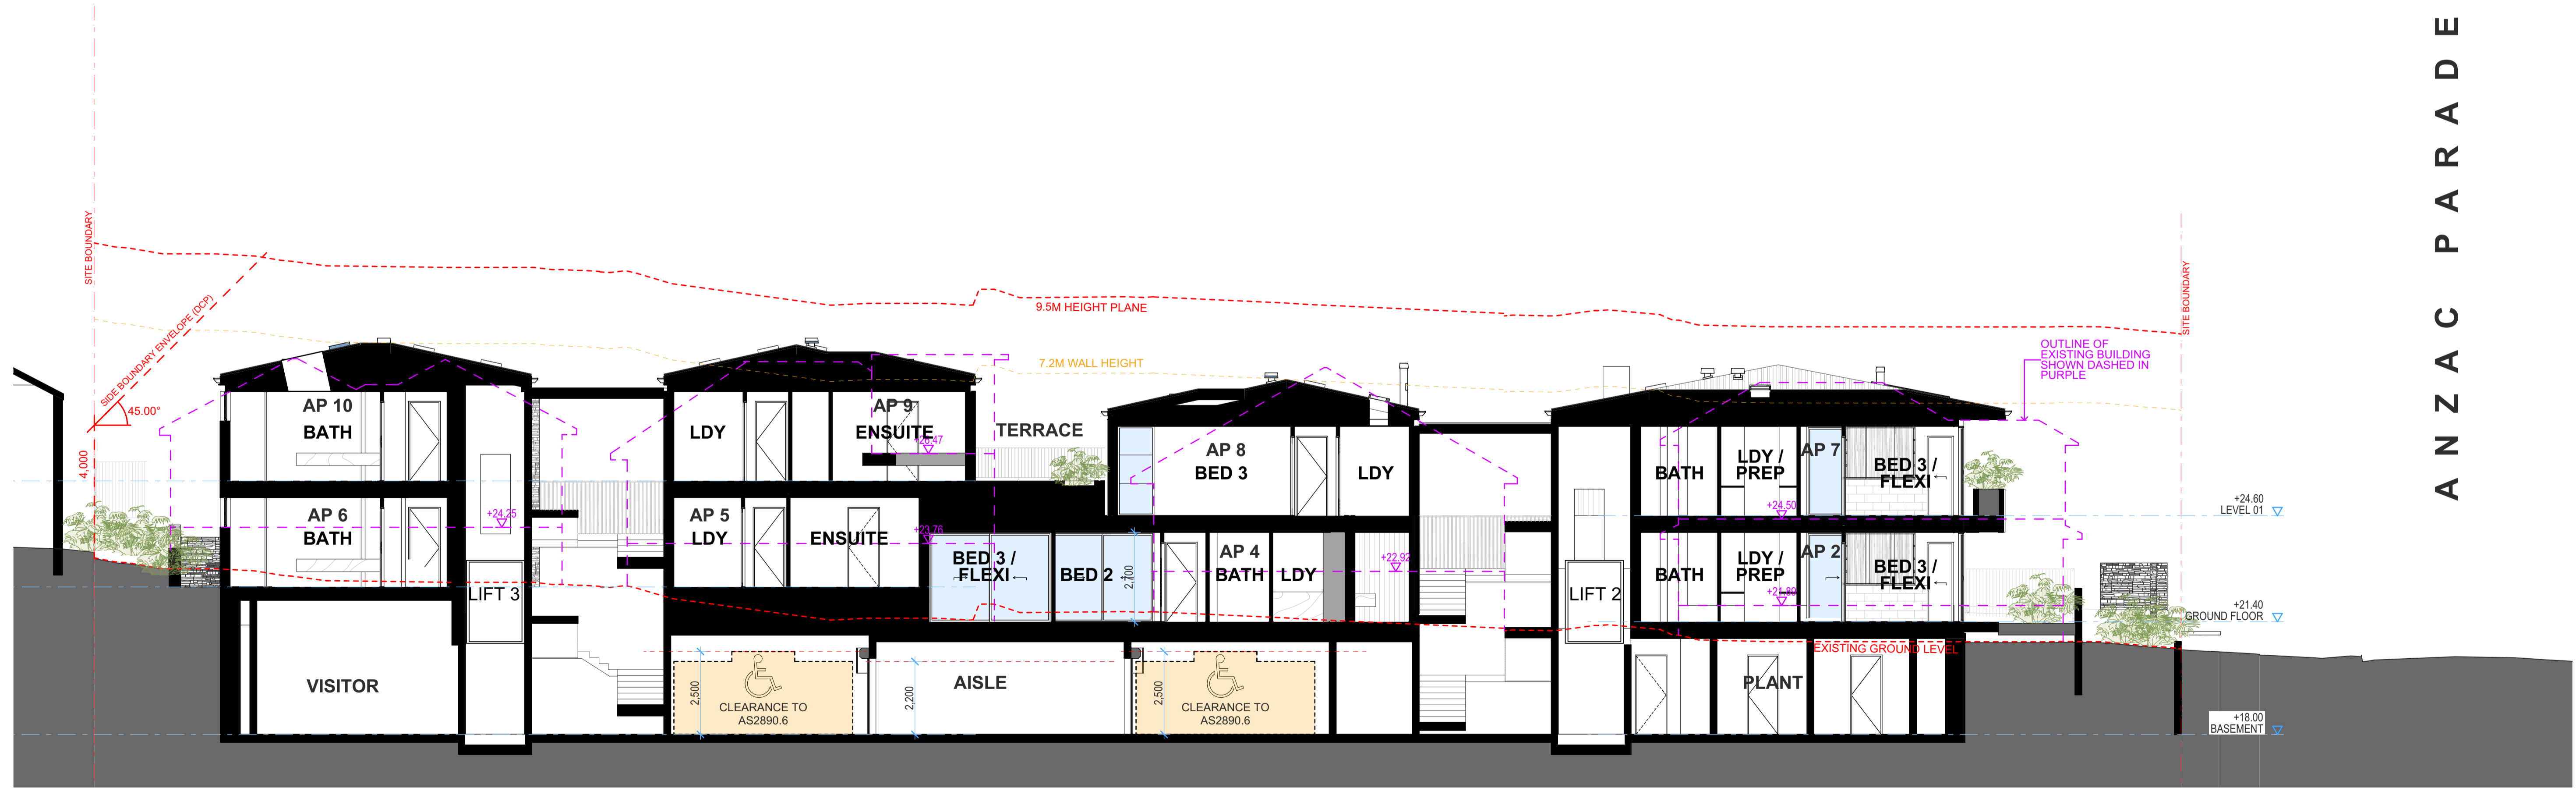 ANZAC PARADE
SITE BOUNDARY
SIDE BOUNDARY ENVELOPE (DCP)
45.00°
4,000
9.5M HEIGHT PLANE
7.2M WALL HEIGHT
SITE BOUNDARY
OUTLINE OF
EXISTING BUILDING
SHOWN DASHED IN
PURPLE
AP 10
BATH
LDY
AP 9
ENSUITE
+26.47
TERRACE
AP 8
BED 3
LDY
BATH
LDY /
PREP
AP 7
BED 3 /
FLEXI
+24.50
+24.60
LEVEL 01
AP 6
BATH
+24.25
LIFT 3
AP 5
LDY
ENSUITE
+23.76
BED 3 /
FLEXI
BED 2
2,700
AP 4
BATH
LDY
+22.92
LIFT 2
BATH
LDY /
PREP
AP 2
BED 3 /
FLEXI
+21.40
GROUND FLOOR
EXISTING GROUND LEVEL
VISITOR
2,500
CLEARANCE TO
AS2890.6
2,200
AISLE
2,500
CLEARANCE TO
AS2890.6
PLANT
+18.00
BASEMENT